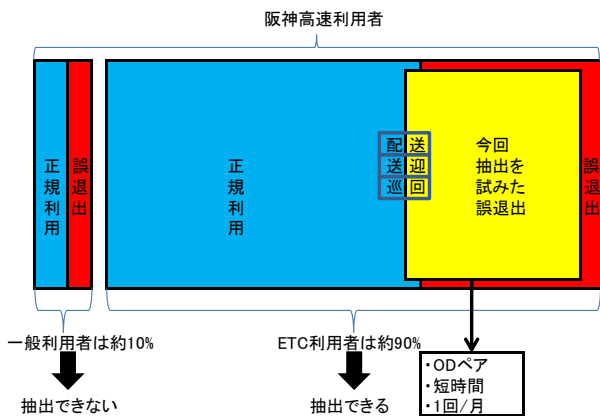 阪神高速利用者
正規利用
誤退出
正規利用
配送
送迎
巡回
今回
抽出を
試みた
誤退出
誤退出
一般利用者は約10%
ETC利用者は約90%
抽出できない
抽出できる
・ODペア
・短時間
・1回/月